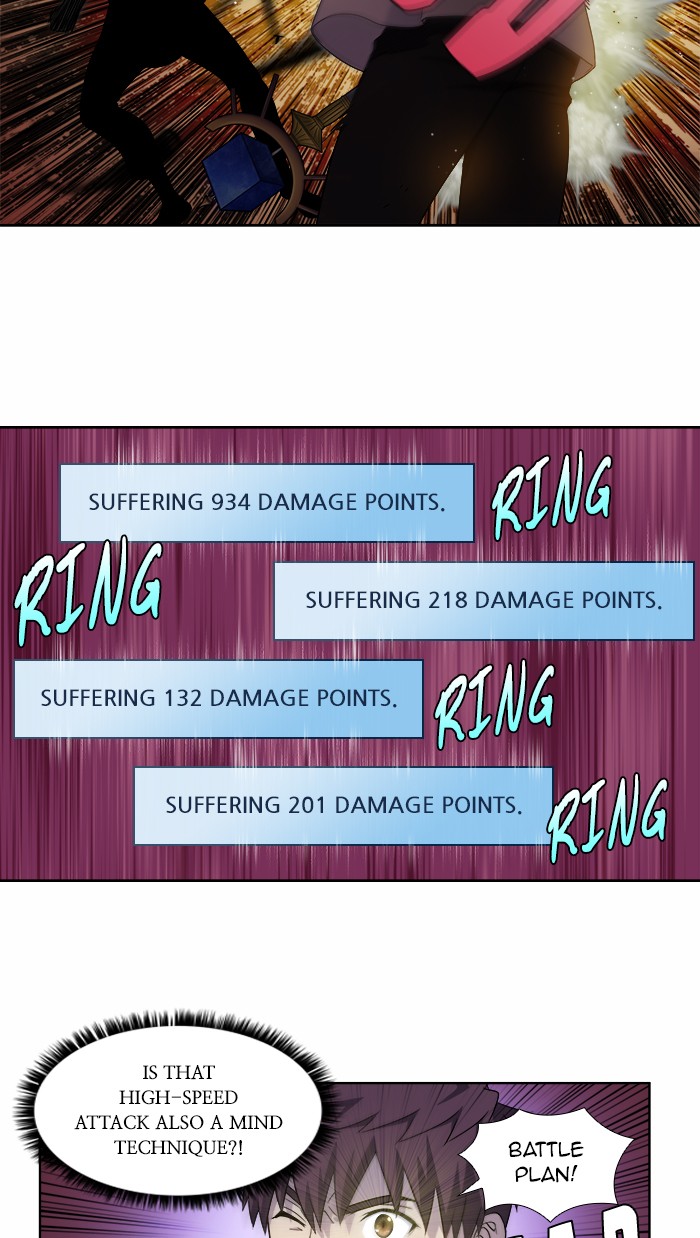 SUFFERING 934 DAMAGE POINTS.
RING
RING
SUFFERING 218 DAMAGE POINTS.
SUFFERING 132 DAMAGE POINTS.
RING
SUFFERING 201 DAMAGE POINTS.
RING
IS THAT
HIGH-SPEED
ATTACK ALSO A MIND
TECHNIQUE?!
BATTLE
PLAN!